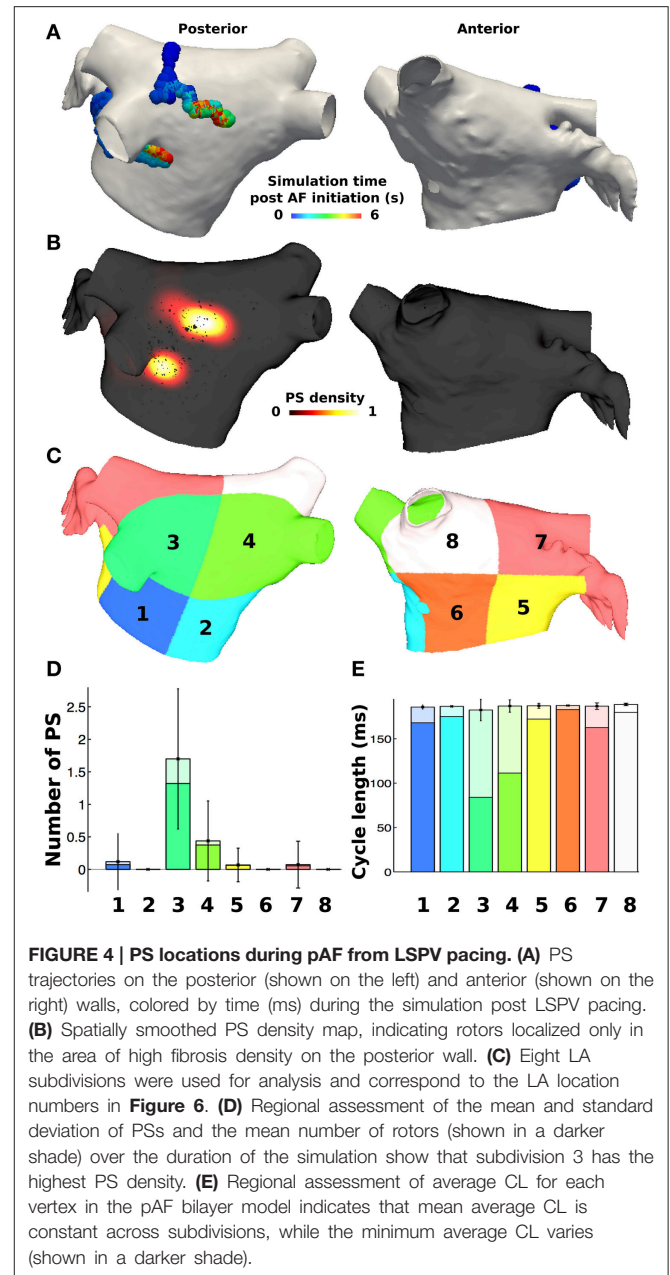 A
Posterior
Anterior
Simulation time
post AF initiation (s)
0
6
B
PS density
0
1
C
3
4
1
2
8
7
6
5
D
E
Number of PS
2.5
2
1.5
1
0.5
0
1 2 3 4 5 6 7 8
Cycle length (ms)
150
100
50
0
1 2 3 4 5 6 7 8
FIGURE 4 | PS locations during pAF from LSPV pacing. (A) PS
trajectories on the posterior (shown on the left) and anterior (shown on the
right) walls, colored by time (ms) during the simulation post LSPV pacing.
(B) Spatially smoothed PS density map, indicating rotors localized only in
the area of high fibrosis density on the posterior wall. (C) Eight LA
subdivisions were used for analysis and correspond to the LA location
numbers in Figure 6. (D) Regional assessment of the mean and standard
deviation of PSs and the mean number of rotors (shown in a darker
shade) over the duration of the simulation show that subdivision 3 has the
highest PS density. (E) Regional assessment of average CL for each
vertex in the pAF bilayer model indicates that mean average CL is
constant across subdivisions, while the minimum average CL varies
(shown in a darker shade).